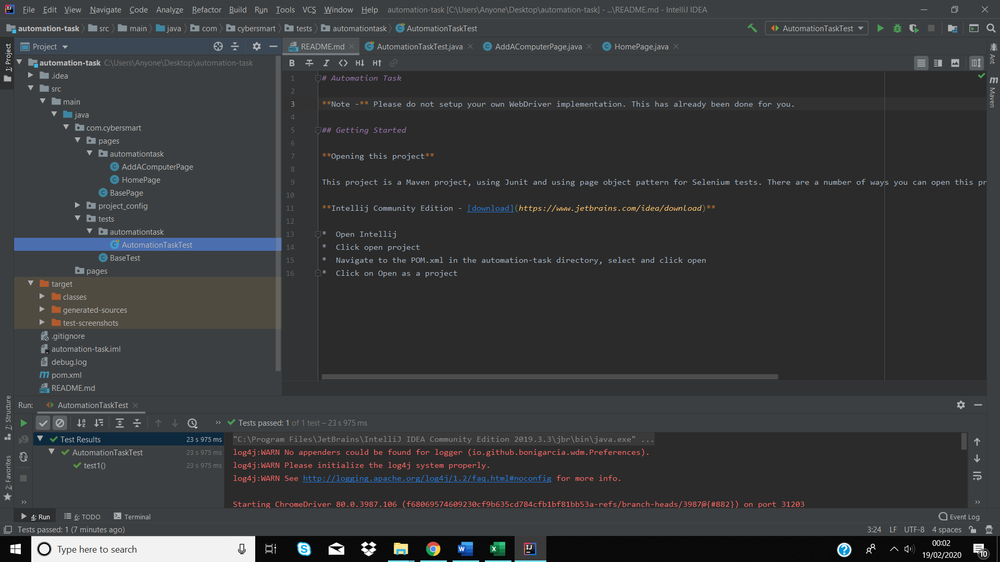 File Edit View Navigate Code Analyze Refactor Build Run Tools VCS Window Help automation-task [C:\Users\Anyone\Desktop\automation-task] - ...\README.md - IntelliJ IDEA
automation-task src main java com cybersmart tests automationtask AutomationTaskTest AutomationTaskTest
Project
README.md AutomationTaskTest.java AddAComputerPage.java HomePage.java
1: Project
7: Structure
2: Favorites
Ant
Maven
automation-task C:\Users\Anyone\Desktop\automation-task
.idea
src
main
java
com.cybersmart
pages
automationtask
AddAComputerPage
HomePage
BasePage
project_config
tests
automationtask
AutomationTaskTest
BaseTest
pages
target
classes
generated-sources
test-screenshots
.gitignore
automation-task.iml
debug.log
pom.xml
README.md
1 # Automation Task
2
3 **Note -** Please do not setup your own WebDriver implementation. This has already been done for you.
4
5 ## Getting Started
6
7 **Opening this project**
8
9 This project is a Maven project, using Junit and using page object pattern for Selenium tests. There are a number of ways you can open this pr
10
11 **Intellij Community Edition - [download](https://www.jetbrains.com/idea/download)**
12
13 * Open Intellij
14 * Click open project
15 * Navigate to the POM.xml in the automation-task directory, select and click open
16 * Click on Open as a project
Run: AutomationTaskTest
Tests passed: 1 of 1 test – 23 s 975 ms
Test Results 23 s 975 ms
AutomationTaskTest 23 s 975 ms
test1() 23 s 975 ms
"C:\Program Files\JetBrains\IntelliJ IDEA Community Edition 2019.3.3\jbr\bin\java.exe" ...
log4j:WARN No appenders could be found for logger (io.github.bonigarcia.wdm.Preferences).
log4j:WARN Please initialize the log4j system properly.
log4j:WARN See http://logging.apache.org/log4j/1.2/faq.html#noconfig for more info.
Starting ChromeDriver 80.0.3987.106 (f68069574609230cf9b635cd784cfb1bf81bb53a-refs/branch-heads/3987@{#882}) on port 31203
4: Run 6: TODO Terminal Event Log
Tests passed: 1 (7 minutes ago) 3:24 LF UTF-8 4 spaces
Type here to search
00:02
19/02/2020
10